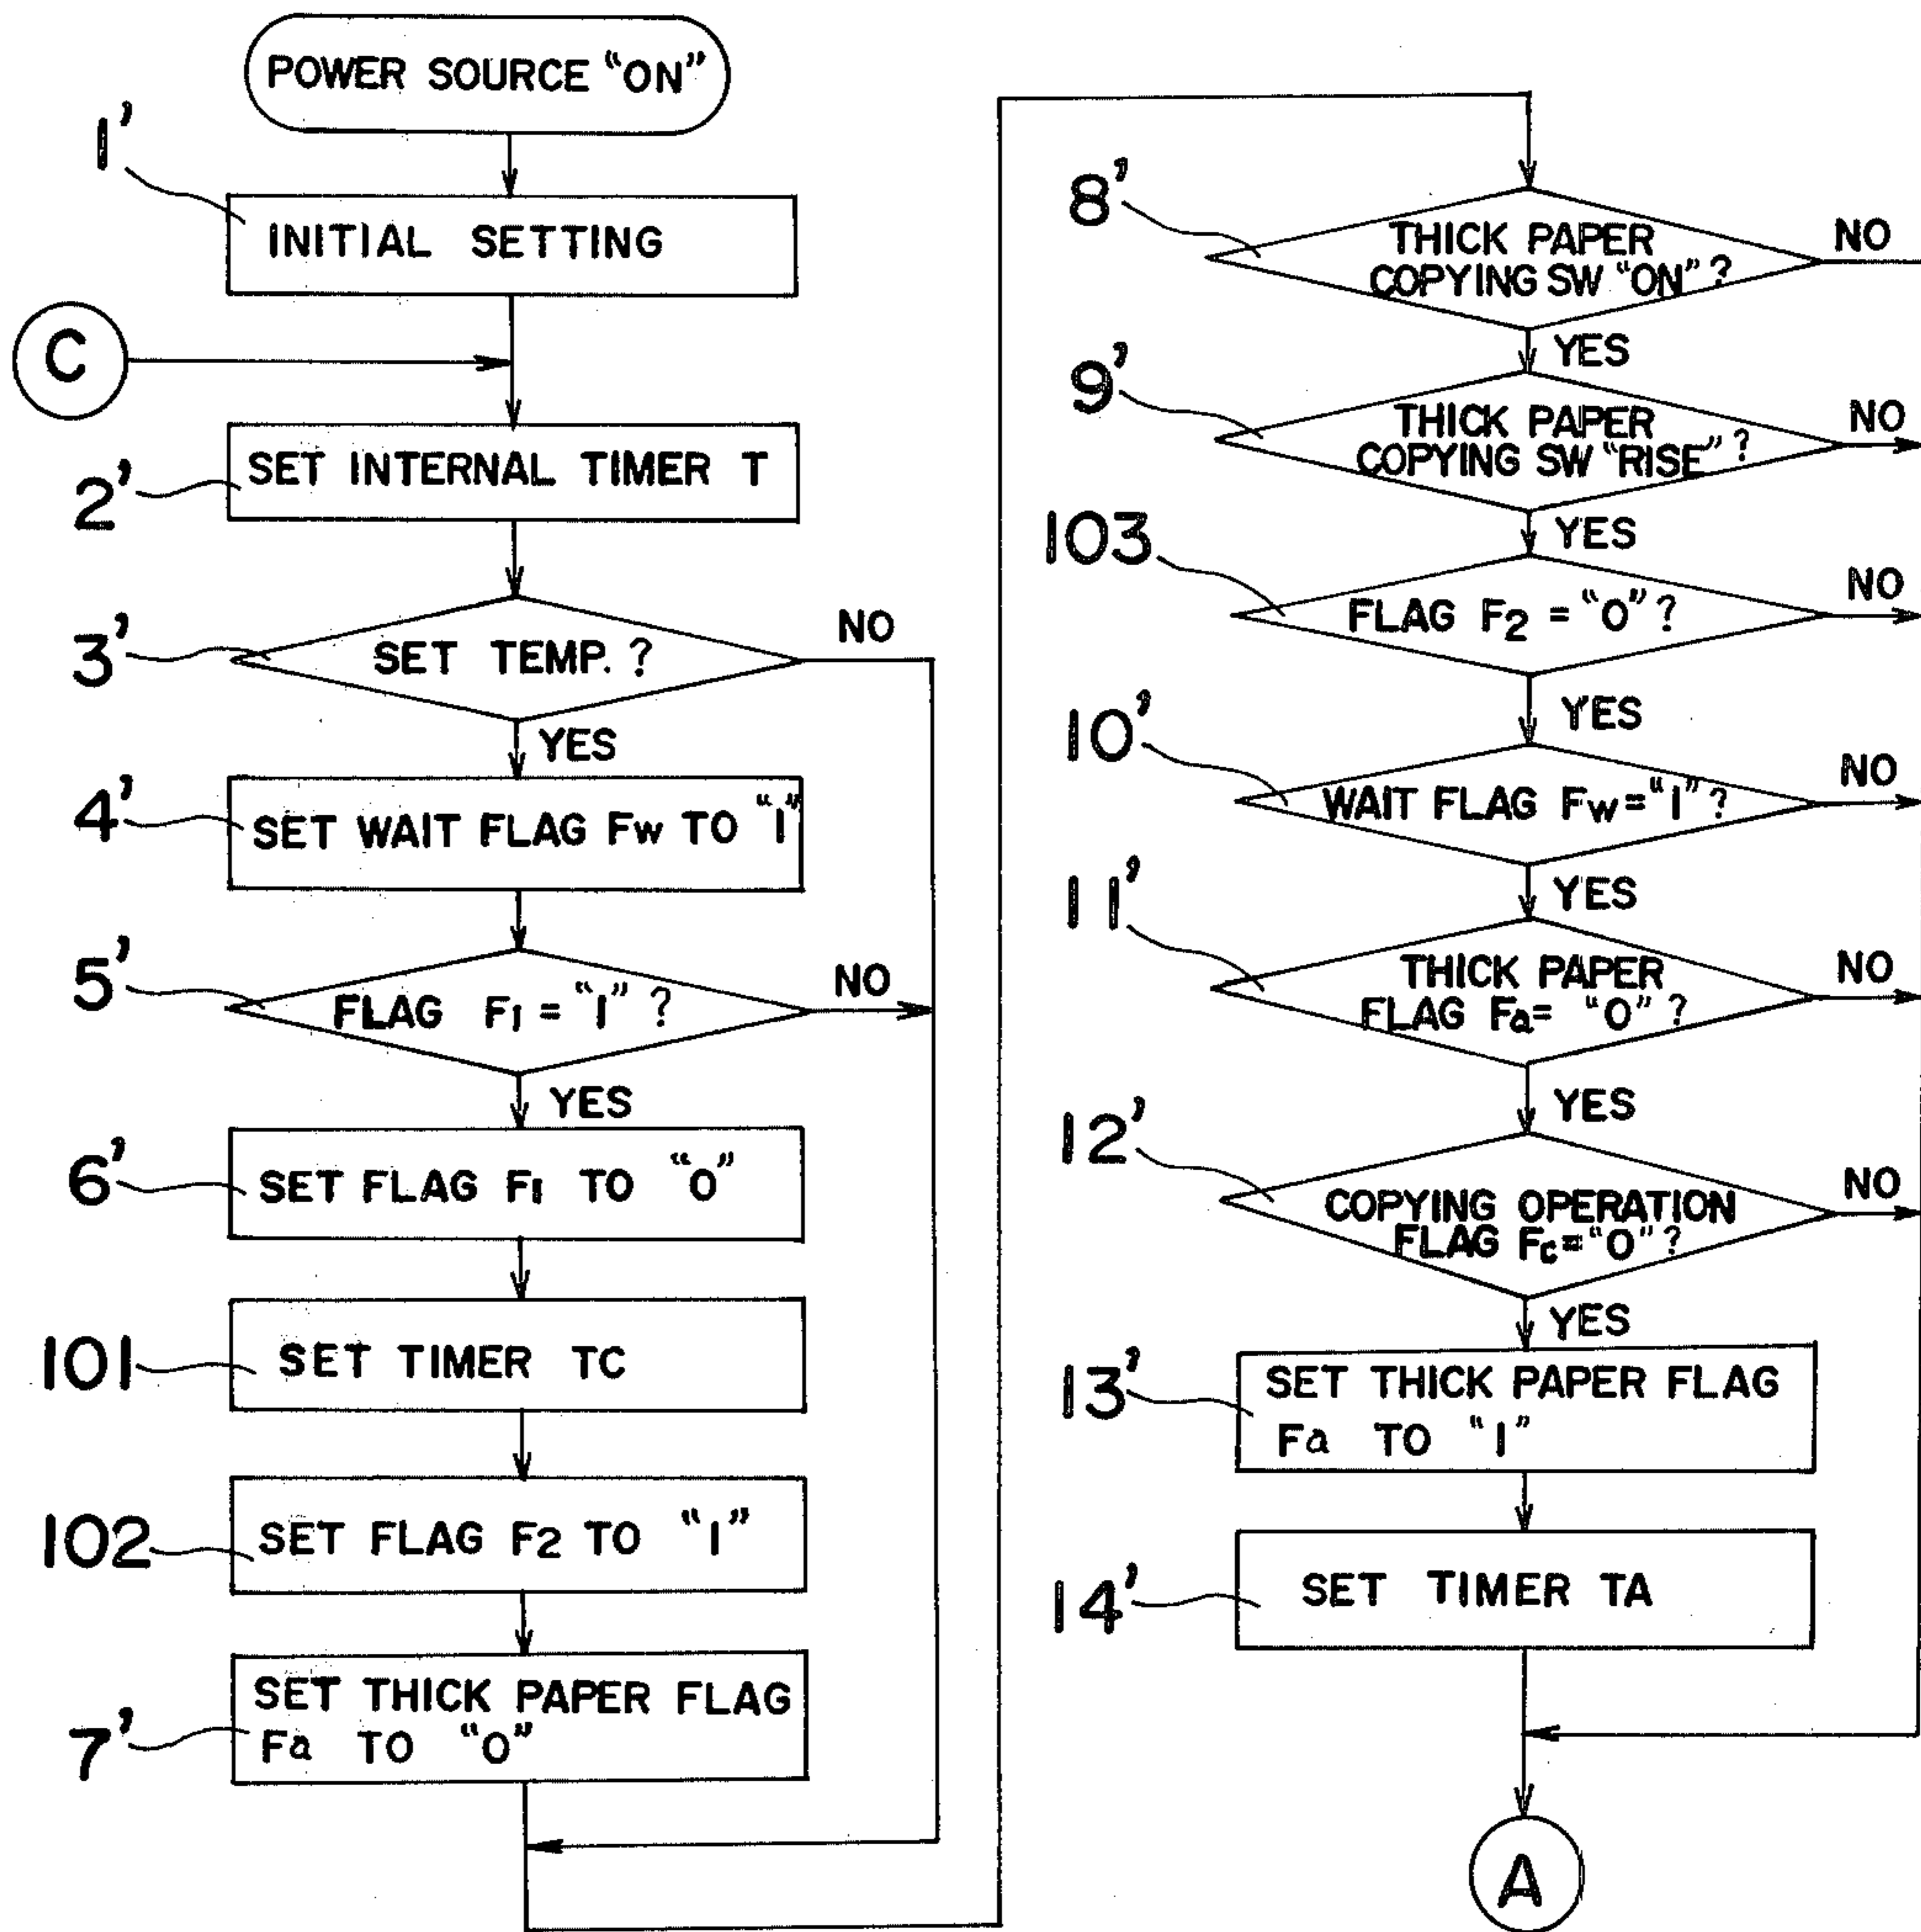 POWER SOURCE “ON”
1’
INITIAL SETTING
C
2’
SET INTERNAL TIMER T
3’
SET TEMP. ?
NO
YES
4’
SET WAIT FLAG Fw TO “1”
5’
FLAG F1 = “1” ?
NO
YES
6’
SET FLAG F1 TO “0”
101
SET TIMER TC
102
SET FLAG F2 TO “1”
7’
SET THICK PAPER FLAG
Fa TO “0”
8’
THICK PAPER
COPYING SW “ON” ?
NO
YES
9’
THICK PAPER
COPYING SW “RISE” ?
NO
YES
103
FLAG F2 = “0” ?
NO
YES
10’
WAIT FLAG Fw = “1” ?
NO
YES
11’
THICK PAPER
FLAG Fa = “0” ?
NO
YES
12’
COPYING OPERATION
FLAG Fc = “0” ?
NO
YES
13’
SET THICK PAPER FLAG
Fa TO “1”
14’
SET TIMER TA
A